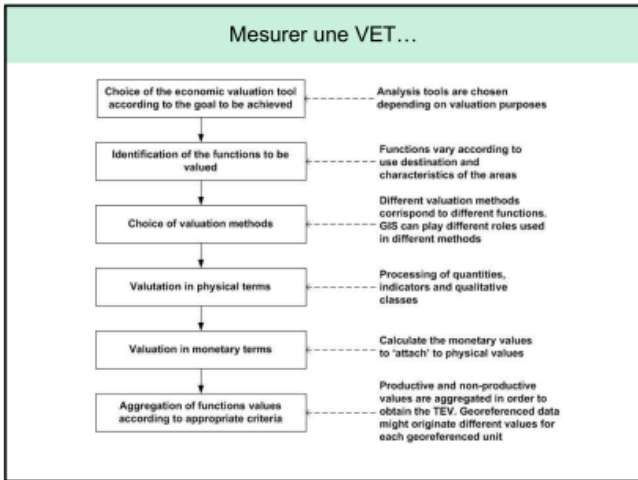 Mesurer une VET…
Choice of the economic valuation tool
according to the goal to be achieved
Analysis tools are chosen
depending on valuation purposes
Identification of the functions to be
valued
Functions vary according to
use destination and
characteristics of the areas
Choice of valuation methods
Different valuation methods
corrispond to different functions.
GIS can play different roles used
in different methods
Valutation in physical terms
Processing of quantities,
indicators and qualitative
classes
Valuation in monetary terms
Calculate the monetary values
to 'attach' to physical values
Aggregation of functions values
according to appropriate criteria
Productive and non-productive
values are aggregated in order to
obtain the TEV. Georeferenced data
might originate different values for
each georeferenced unit